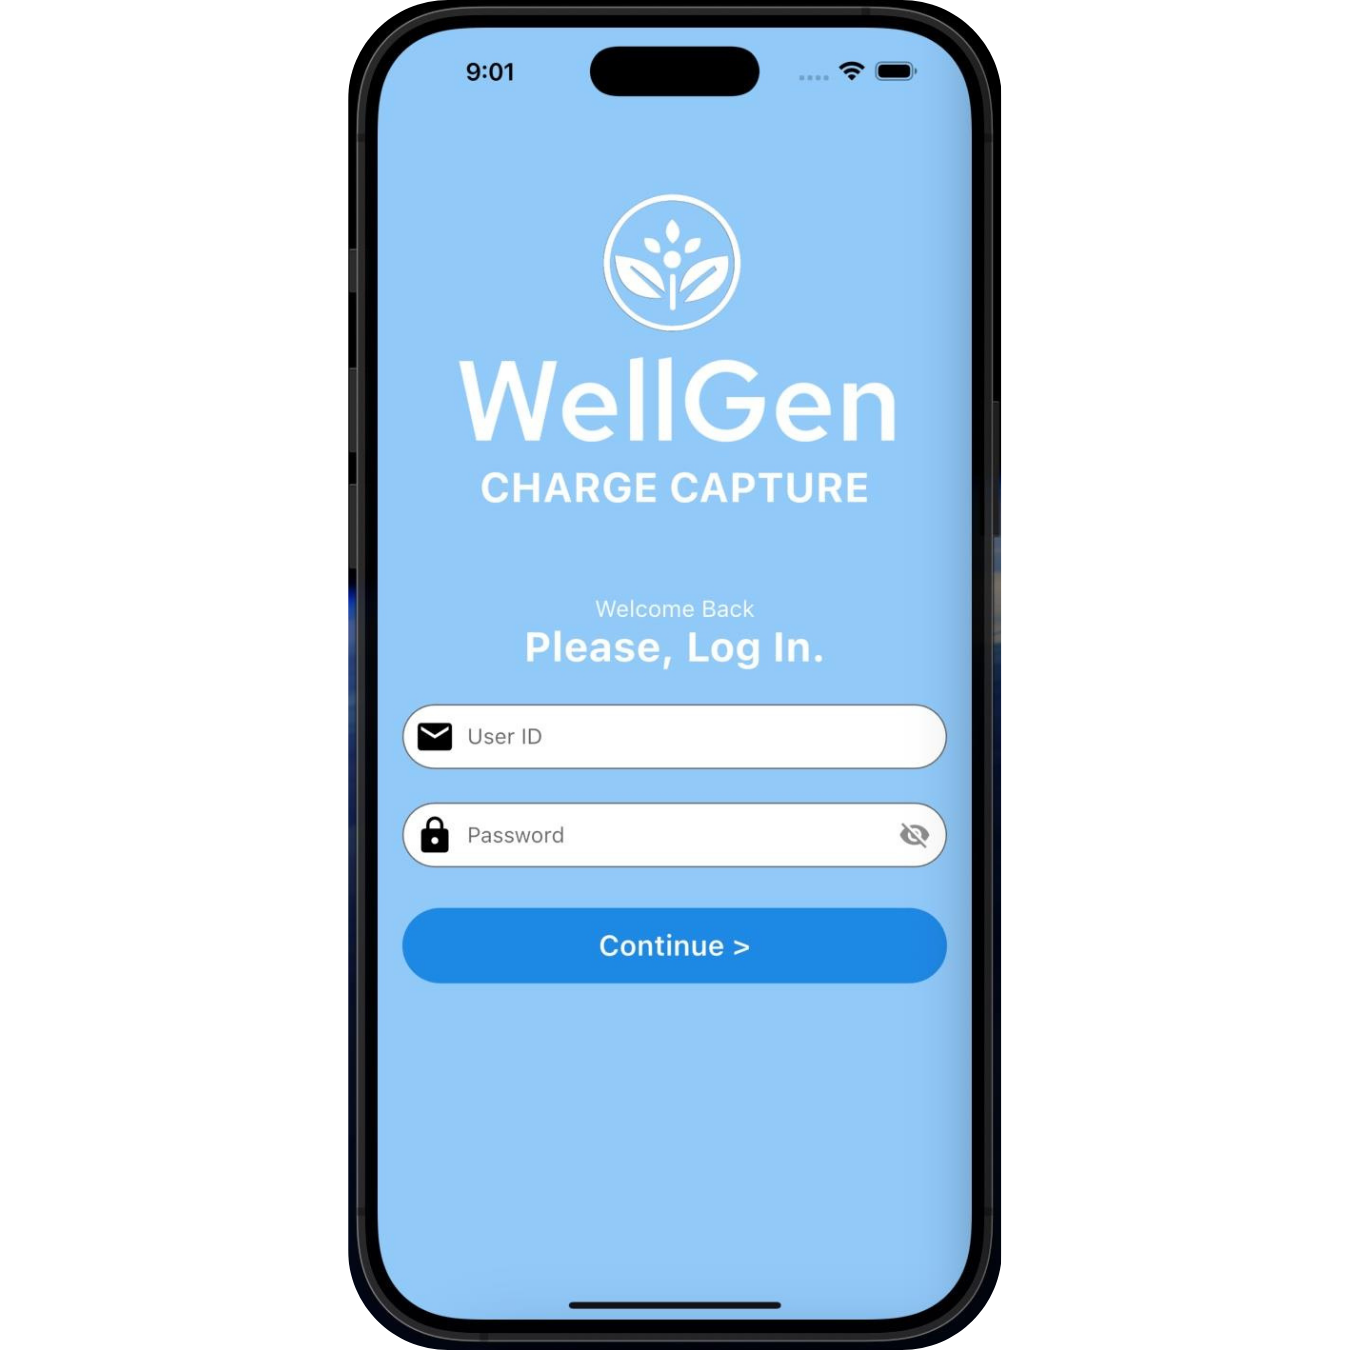 9:01
WellGen
CHARGE CAPTURE
Welcome Back
Please, Log In.
User ID
Password
Continue >